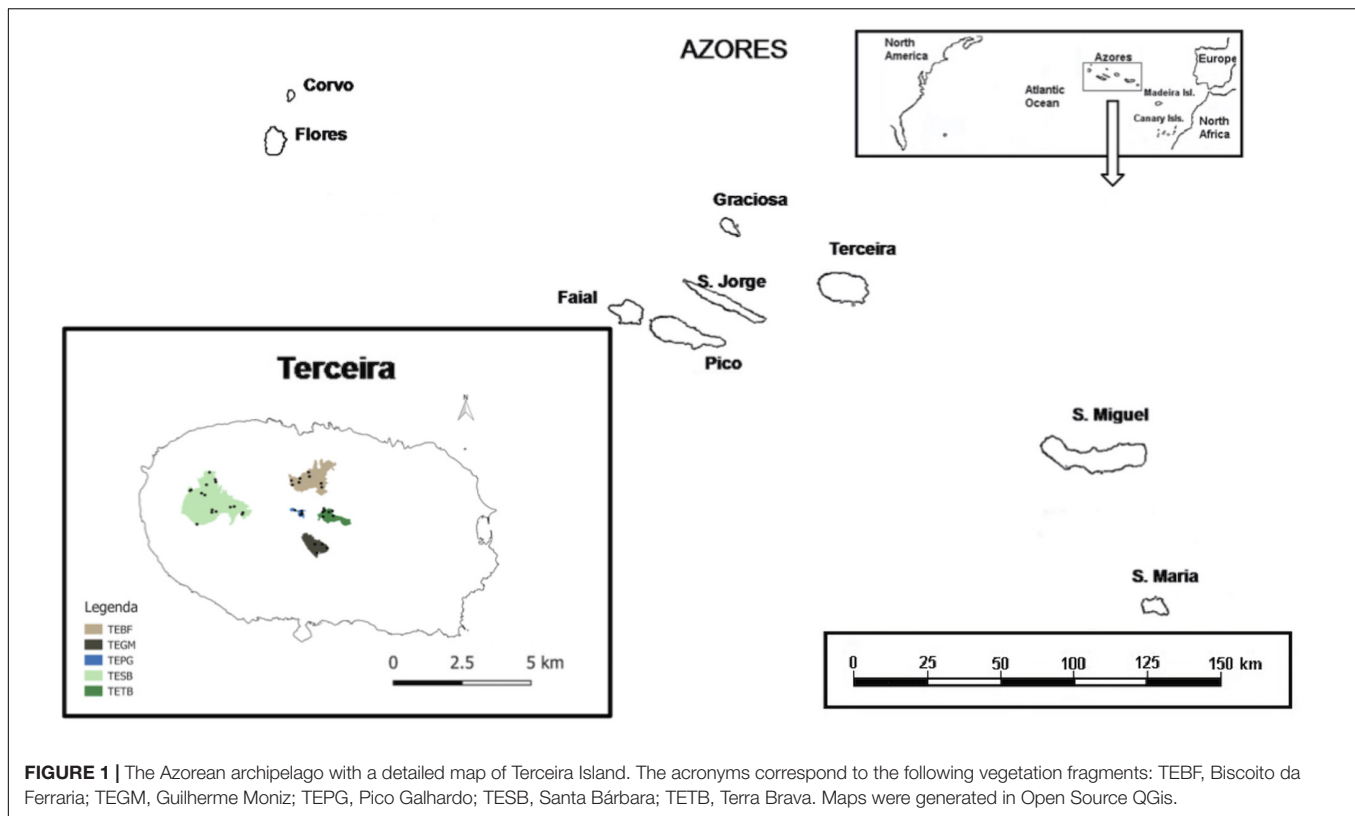 AZORES
North
America
Azores
Europe
Atlantic
Ocean
Madeira Isl.
Canary Isls.
North
Africa
Corvo
Flores
Graciosa
Terceira
S. Jorge
Faial
Pico
S. Miguel
S. Maria
Terceira
N
Legenda
TEBF
TEGM
TEPG
TESB
TETB
0 2.5 5 km
0 25 50 100 125 150 km
FIGURE 1 | The Azorean archipelago with a detailed map of Terceira Island. The acronyms correspond to the following vegetation fragments: TEBF, Biscoito da
Ferraria; TEGM, Guilherme Moniz; TEPG, Pico Galhardo; TESB, Santa Bárbara; TETB, Terra Brava. Maps were generated in Open Source QGis.